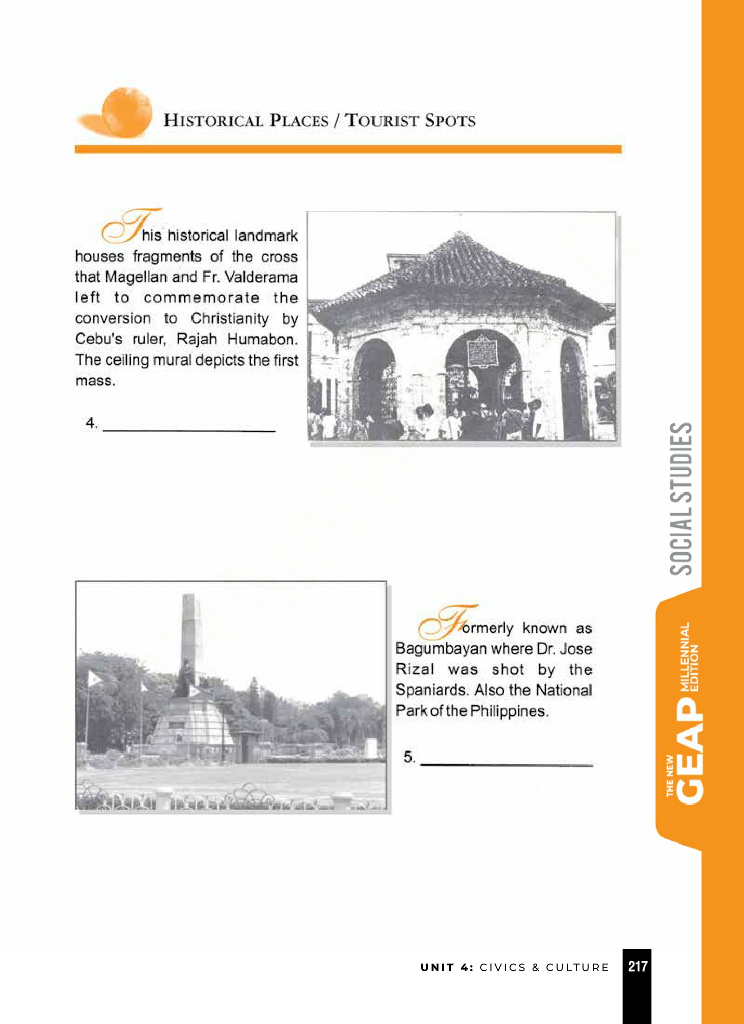 HISTORICAL PLACES / TOURIST SPOTS
This historical landmark
houses fragments of the cross
that Magellan and Fr. Valderama
left to commemorate the
conversion to Christianity by
Cebu's ruler, Rajah Humabon.
The ceiling mural depicts the first
mass.
4.
Formerly known as
Bagumbayan where Dr. Jose
Rizal was shot by the
Spaniards. Also the National
Park of the Philippines.
5.
SOCIAL STUDIES
THE NEW
GEAP
MILLENNIAL
EDITION
UNIT 4: CIVICS & CULTURE 217